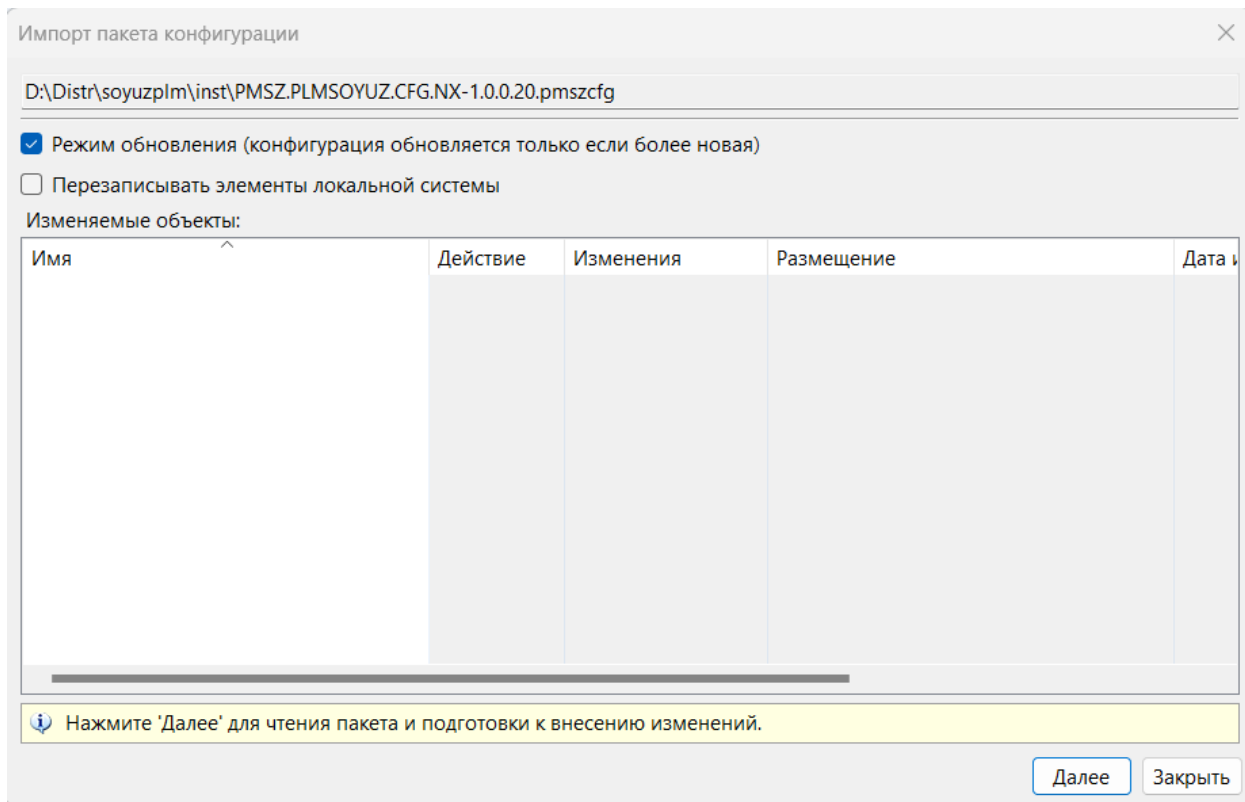 Импорт пакета конфигурации
D:\Distr\soyuzplm\inst\PMSZ.PLMSOYUZ.CFG.NX-1.0.0.20.pmszcfg
Режим обновления (конфигурация обновляется только если более новая)
Перезаписывать элементы локальной системы
Изменяемые объекты:
Имя Действие Изменения Размещение Дата и
Нажмите 'Далее' для чтения пакета и подготовки к внесению изменений.
Далее Закрыть